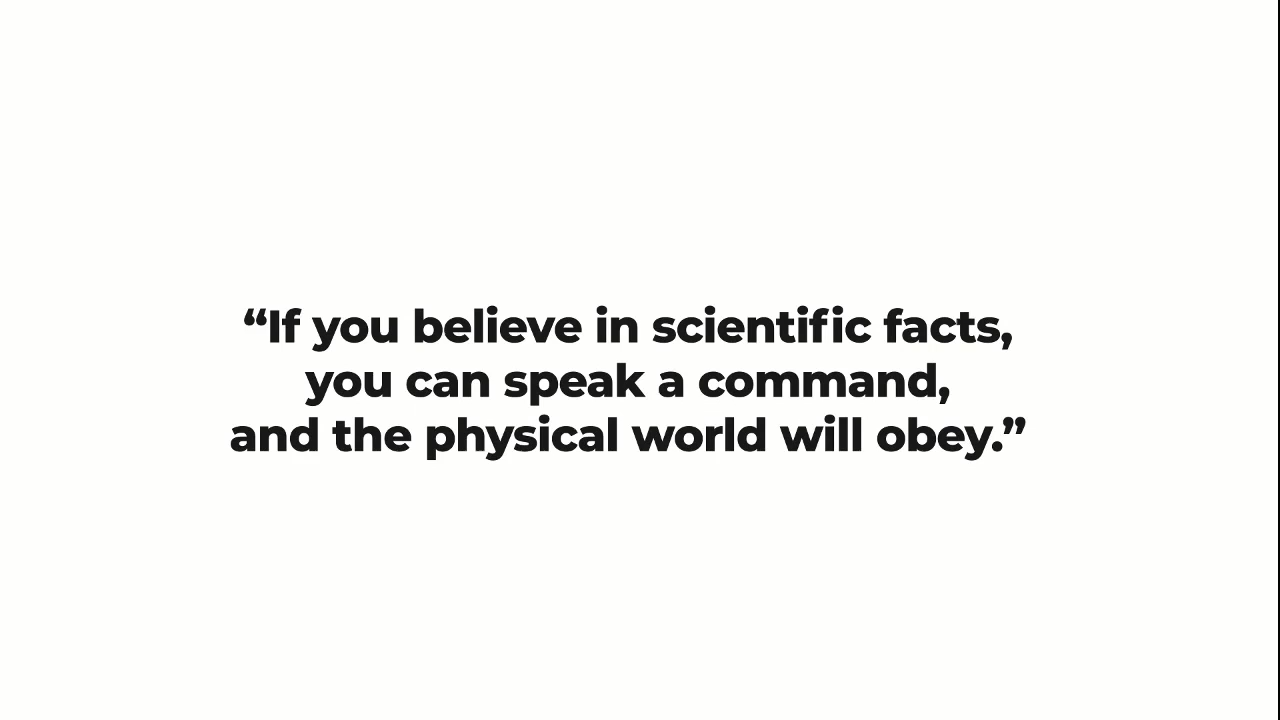 “If you believe in scientific facts,
you can speak a command,
and the physical world will obey.”